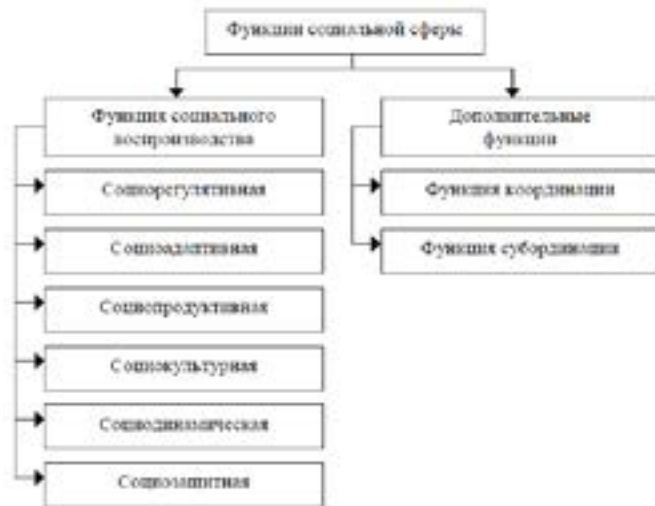 Функции социальной сферы
Функция социального
воспроизводства
Социорегулятивная
Социоадаптивная
Социопродуктивная
Социокультурная
Социодинамическая
Социозащитная
Дополнительные
функции
Функция координации
Функция субординации